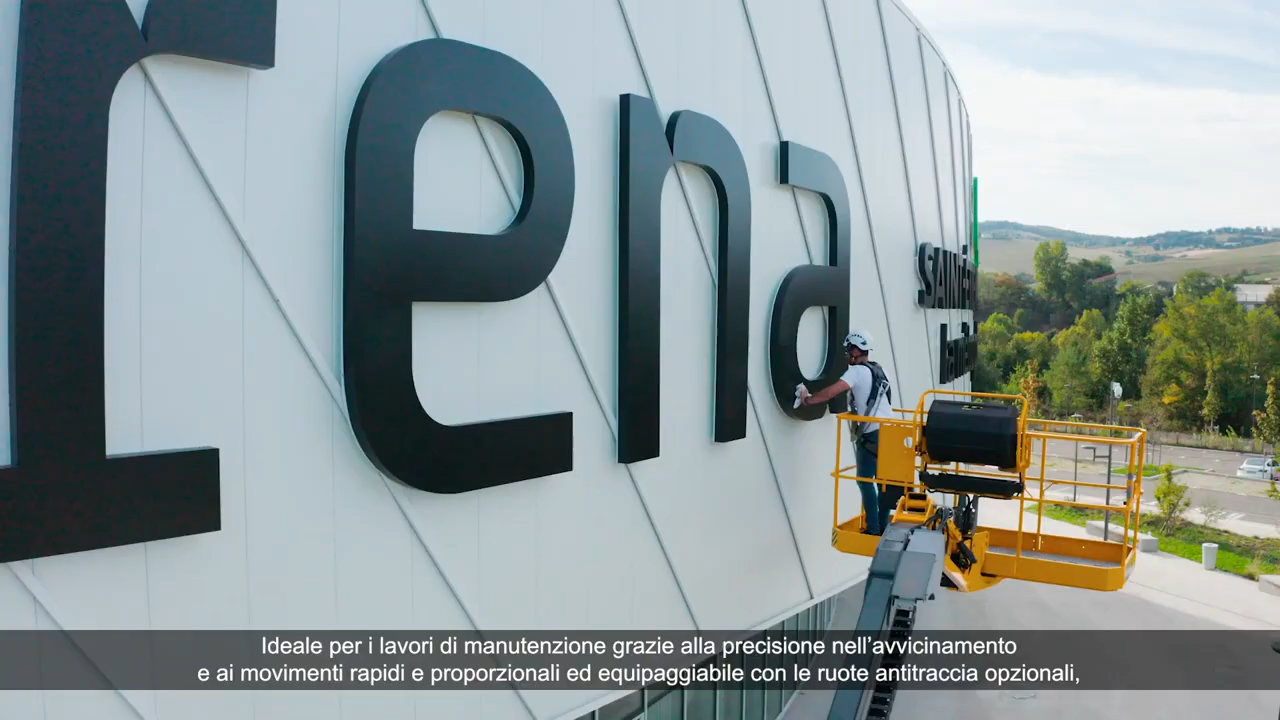 rena
SAINT-É
Ideale per i lavori di manutenzione grazie alla precisione nell’avvicinamento
e ai movimenti rapidi e proporzionali ed equipaggiabile con le ruote antitraccia opzionali,